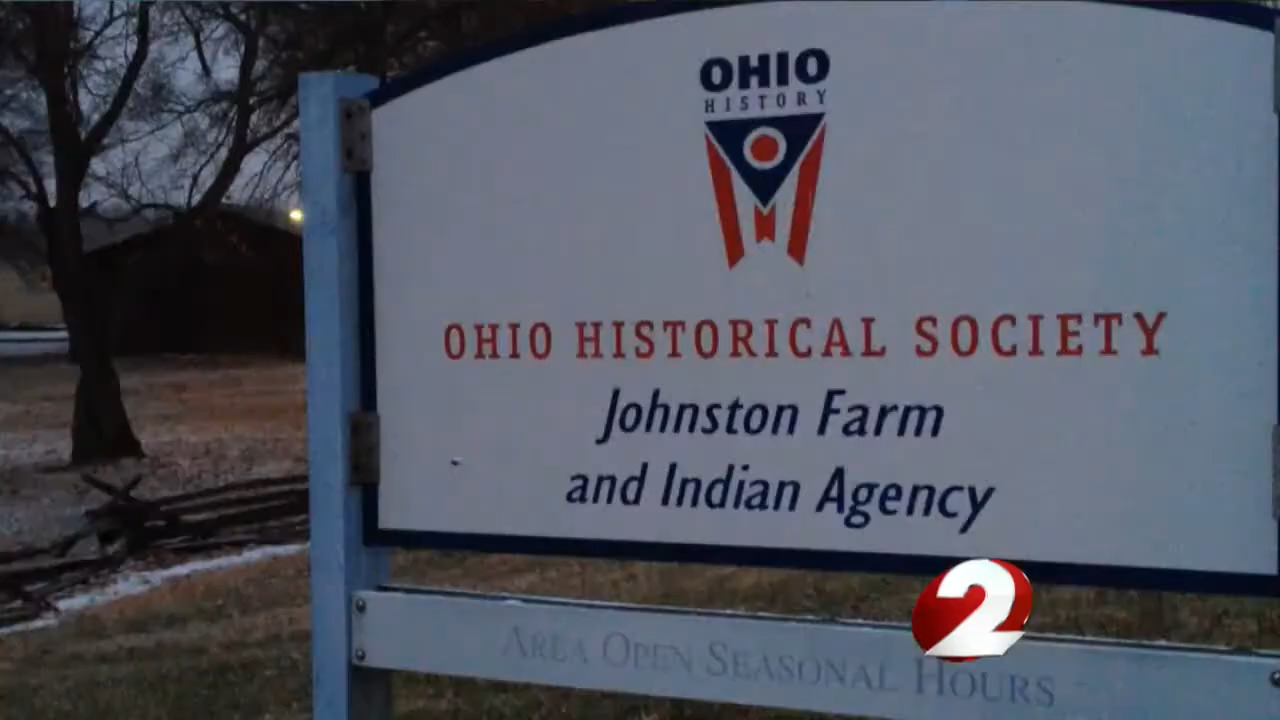 OHIO
HISTORY
OHIO HISTORICAL SOCIETY
Johnston Farm
and Indian Agency
2
AREA OPEN SEASONAL HOURS